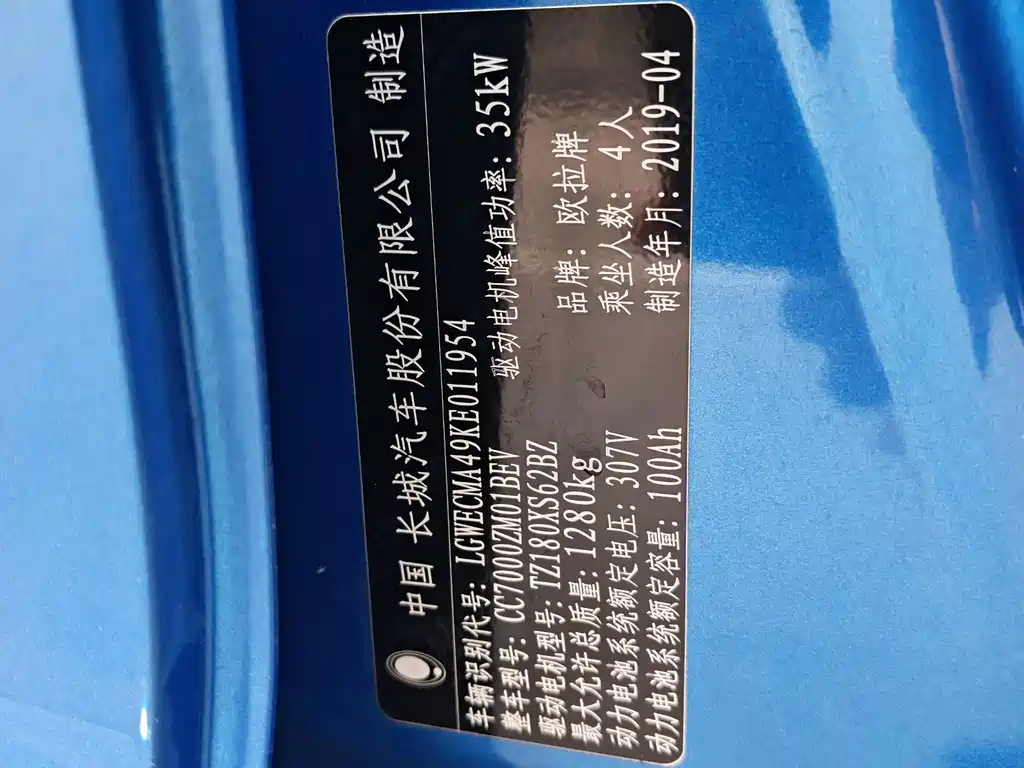 中国 长城汽车股份有限公司 制造
车辆识别代号: LGWECMA49KE011954
整车型号: CC7000ZM01BEV
驱动电机型号: TZ180XS62BZ
驱动电机峰值功率: 35kW
最大允许总质量: 1280kg
品牌: 欧拉牌
动力电池系统额定电压: 307V
乘坐人数: 4人
动力电池系统额定容量: 100Ah
制造年月: 2019-04